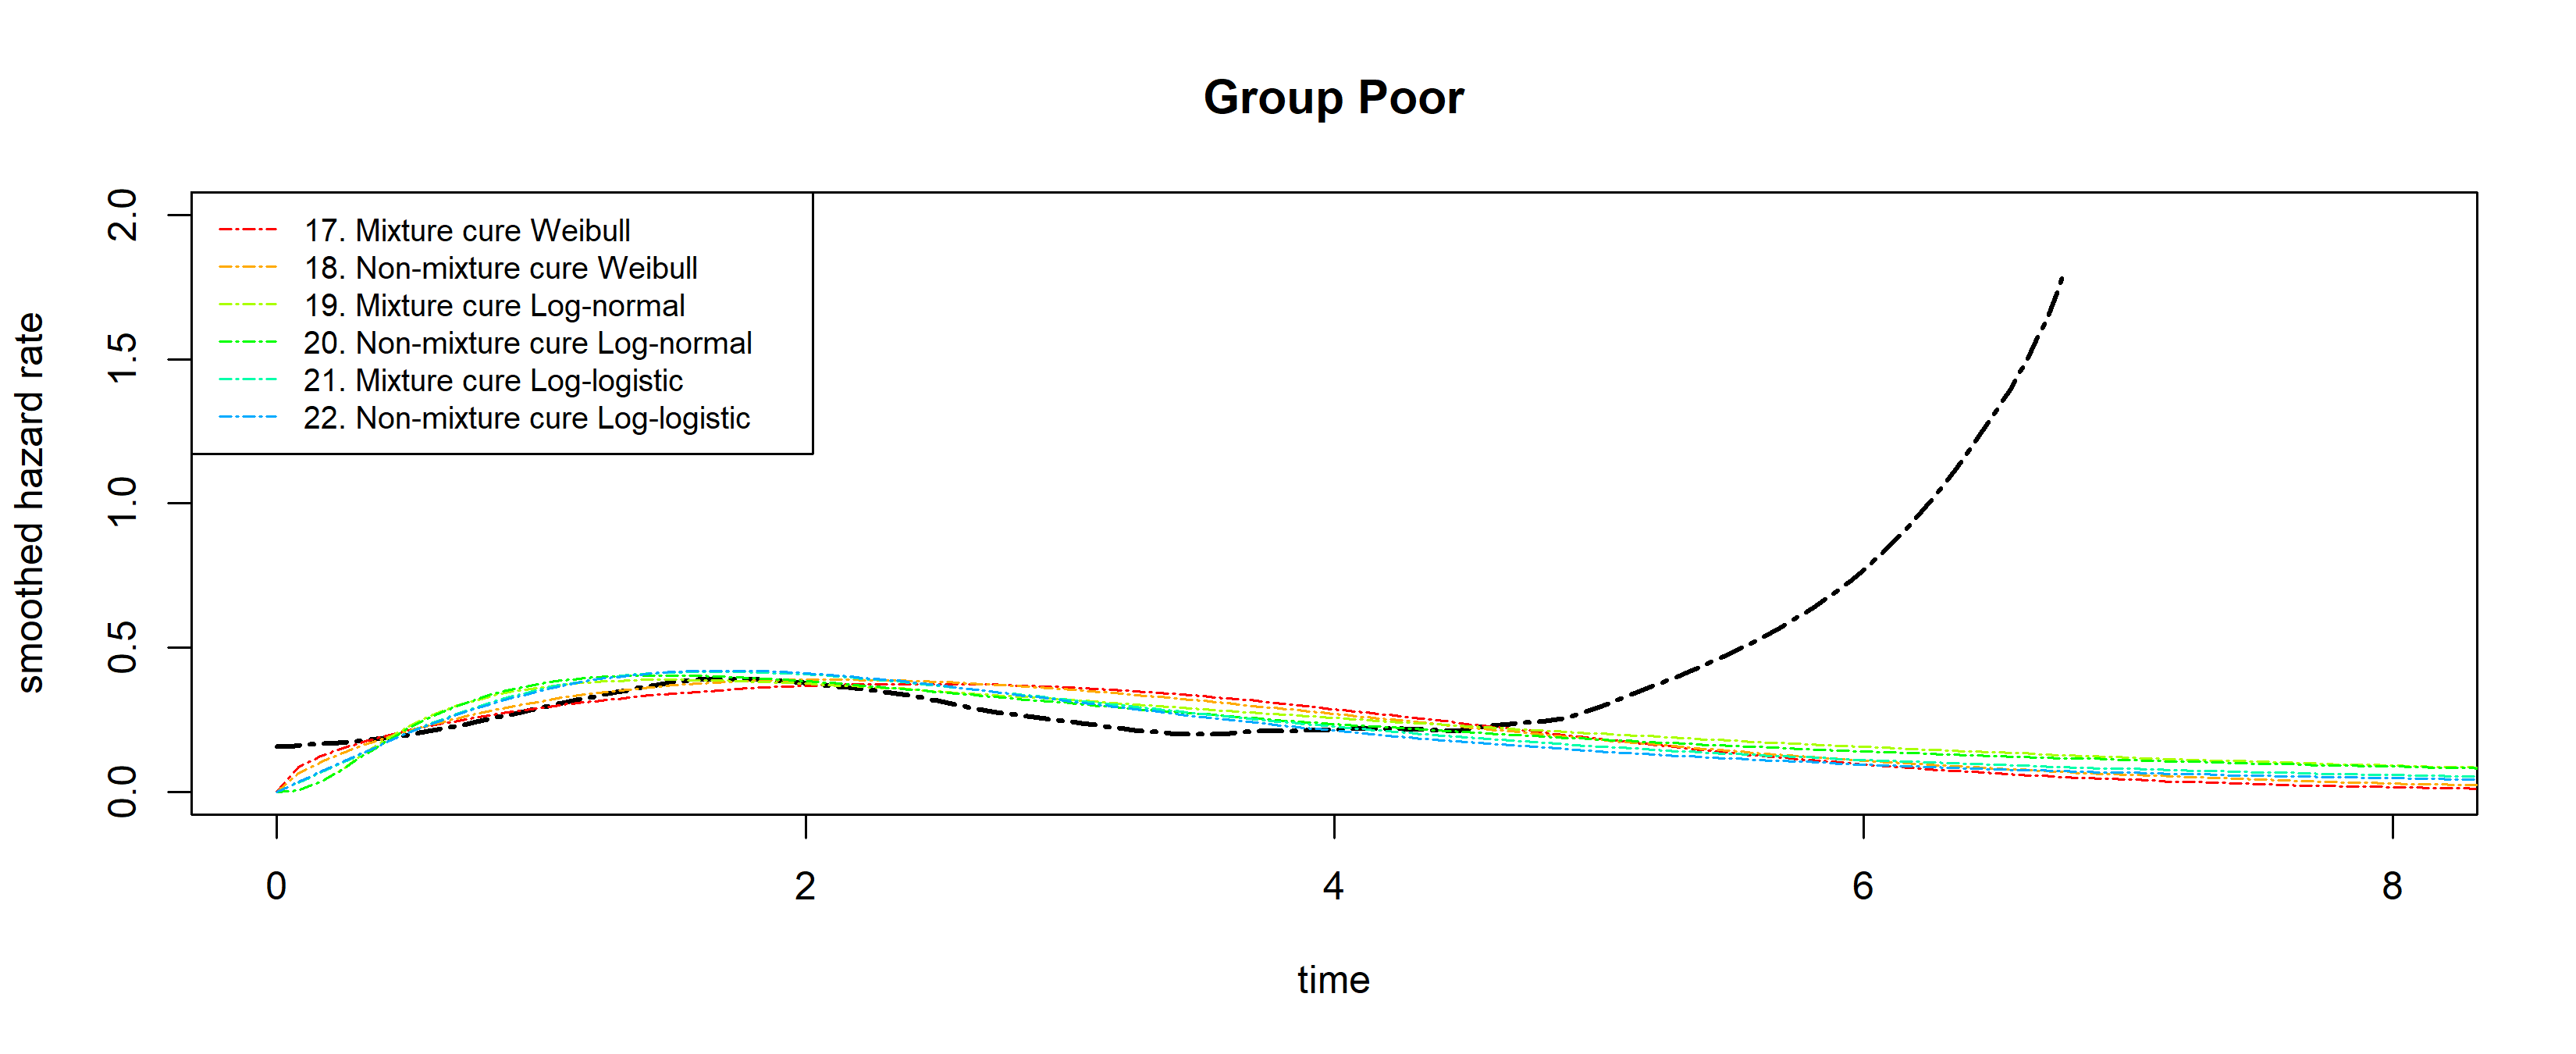 Group Poor
smoothed hazard rate
2.0
1.5
1.0
0.5
0.0
17. Mixture cure Weibull
18. Non-mixture cure Weibull
19. Mixture cure Log-normal
20. Non-mixture cure Log-normal
21. Mixture cure Log-logistic
22. Non-mixture cure Log-logistic
0 2 4 6 8
time